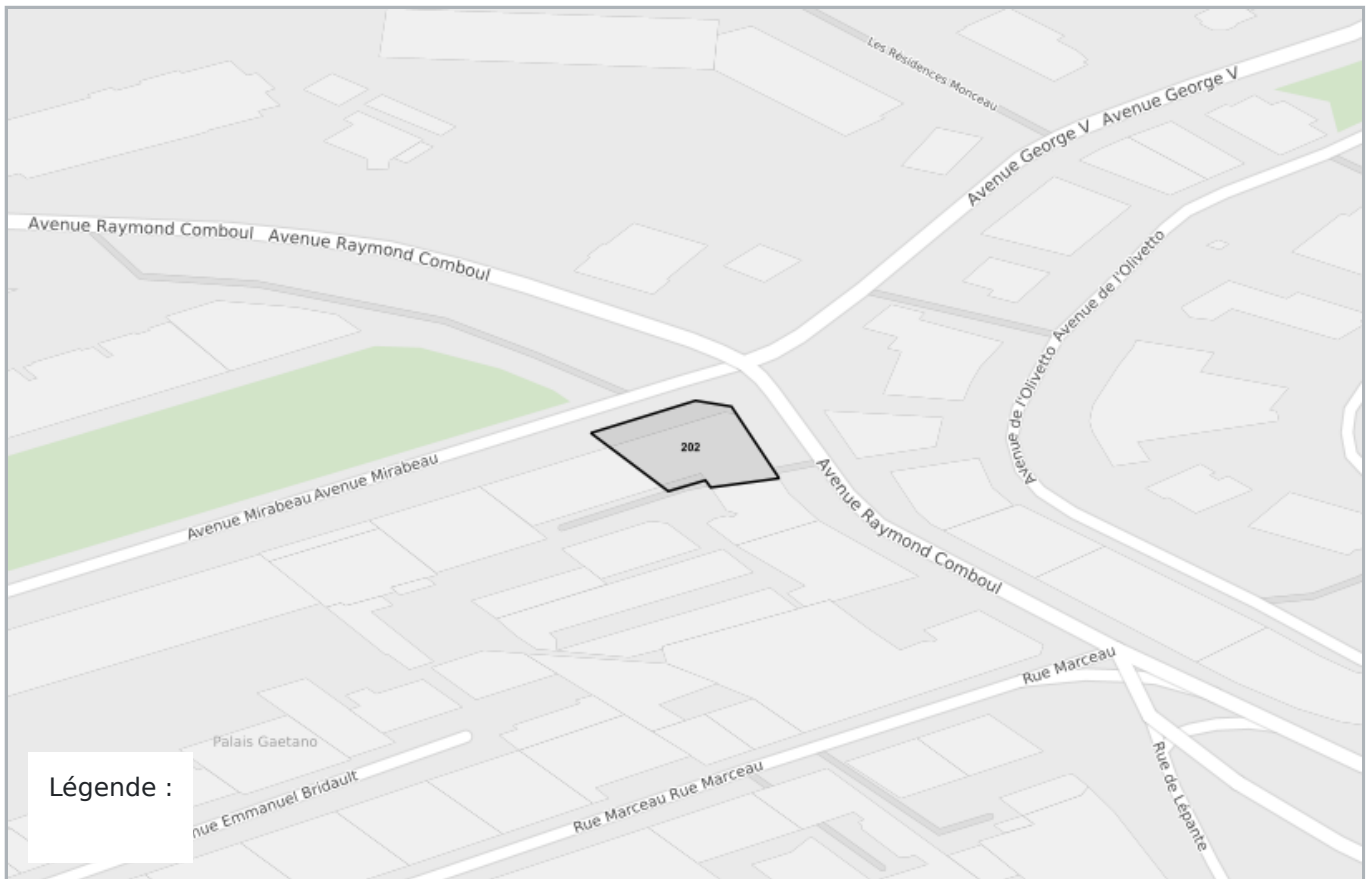 Les Résidences Monceau
Avenue George V
Avenue George V
Avenue Raymond Comboul
Avenue Raymond Comboul
Avenue de l'Olivetto
Avenue de l'Olivetto
202
Avenue Mirabeau
Avenue Mirabeau
Avenue Raymond Comboul
Rue Marceau
Palais Gaetano
Rue de Lépante
Légende :
nue Emmanuel Bridault
Rue Marceau
Rue Marceau